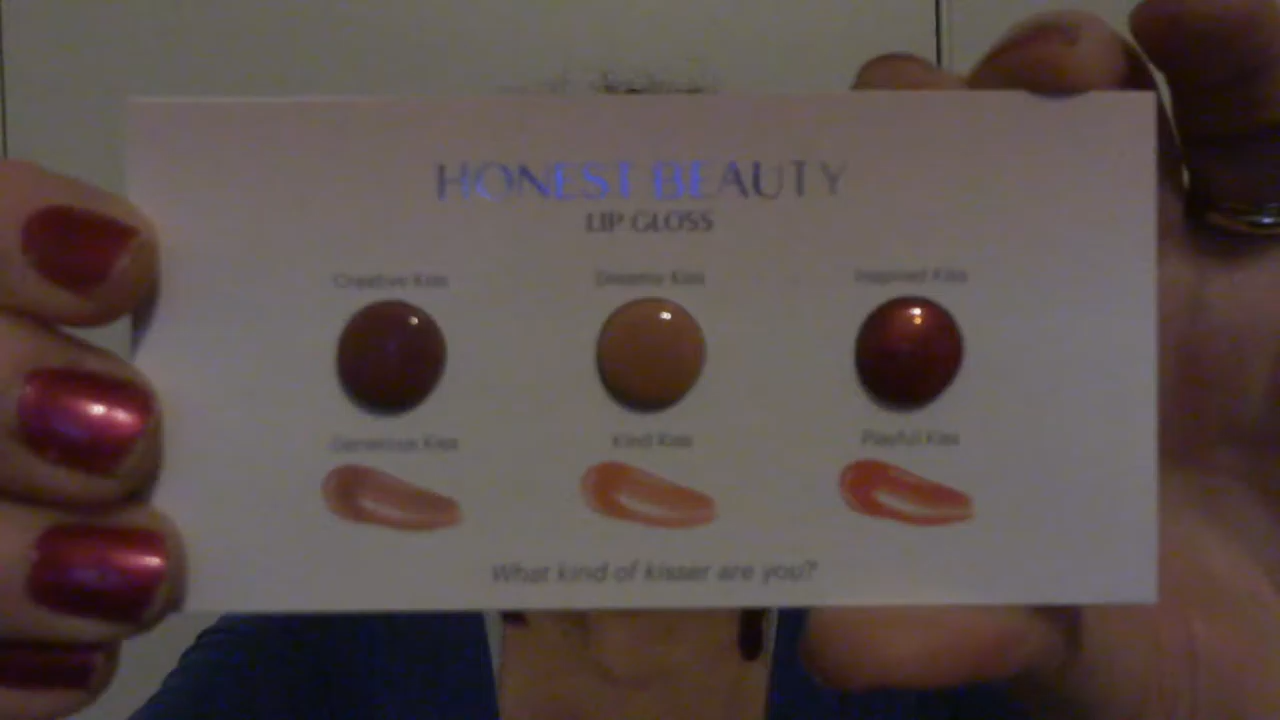 HONEST BEAUTY
LIP GLOSS
Creative Kiss Dreamy Kiss Inspired Kiss
Generous Kiss Kind Kiss Playful Kiss
What kind of kisser are you?